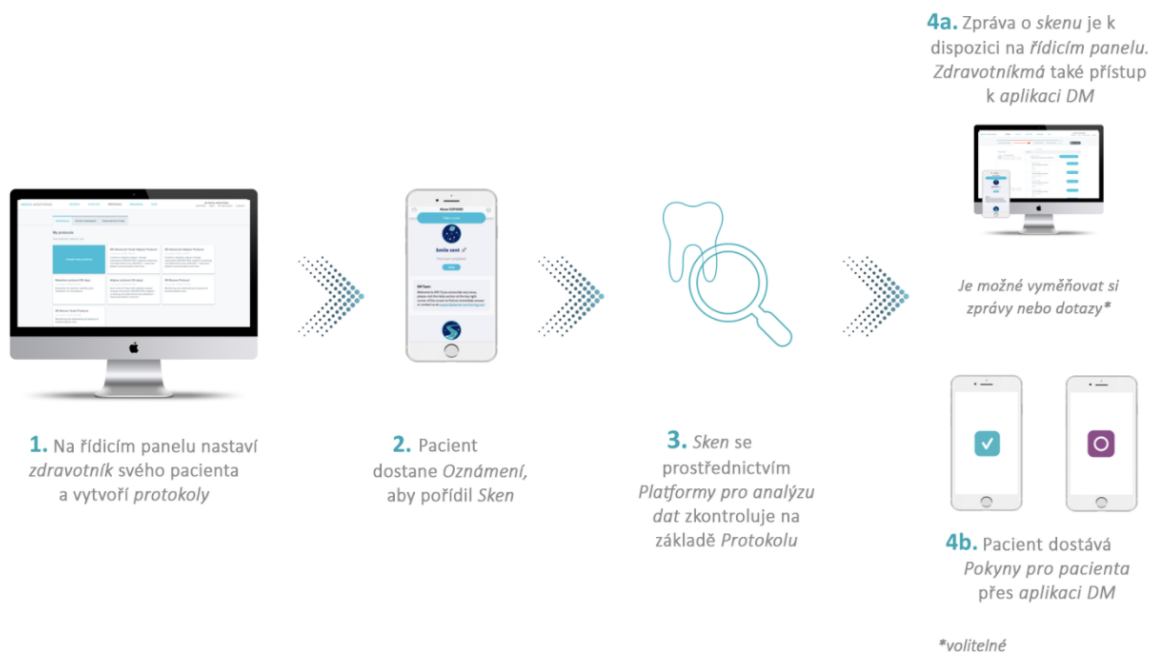 1. Na řídicím panelu nastaví
zdravotník svého pacienta
a vytvoří protokoly
2. Pacient
dostane Oznámení,
aby pořídil Sken
3. Sken se
prostřednictvím
Platformy pro analýzu
dat zkontroluje na
základě Protokolu
4a. Zpráva o skenu je k
dispozici na řídicím panelu.
Zdravotníkmá také přístup
k aplikaci DM
Je možné vyměňovat si
zprávy nebo dotazy*
4b. Pacient dostává
Pokyny pro pacienta
přes aplikaci DM
*volitelné